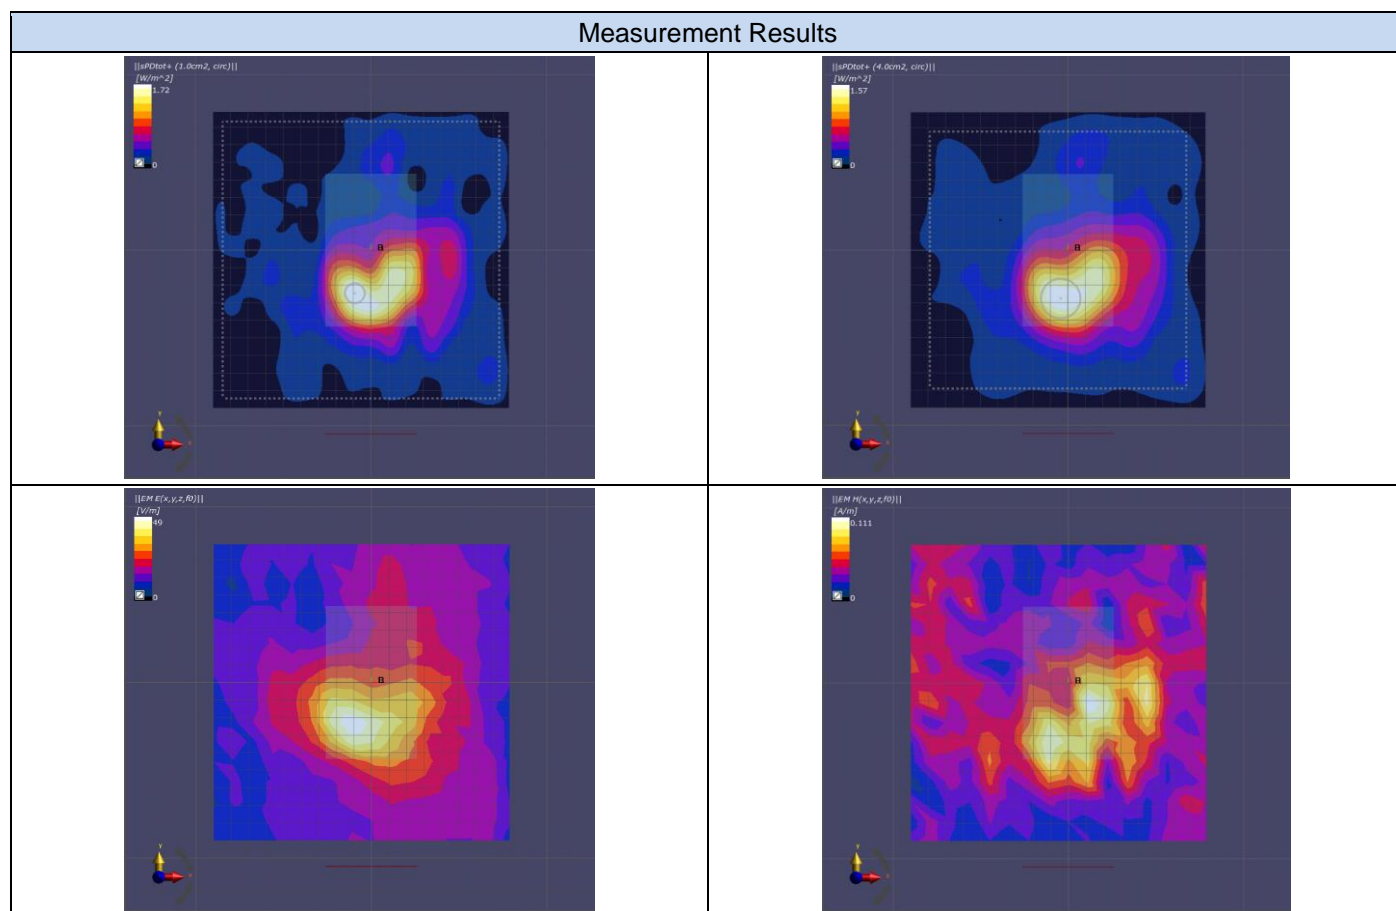 Measurement Results
||sPDtot+ (1.0cm2, circ)||
[W/m^2]
1.72
0
B
y
x
||sPDtot+ (4.0cm2, circ)||
[W/m^2]
1.57
0
B
y
x
||EM E(x,y,z,f0)||
[V/m]
49
0
B
y
x
||EM H(x,y,z,f0)||
[A/m]
0.111
0
B
y
x